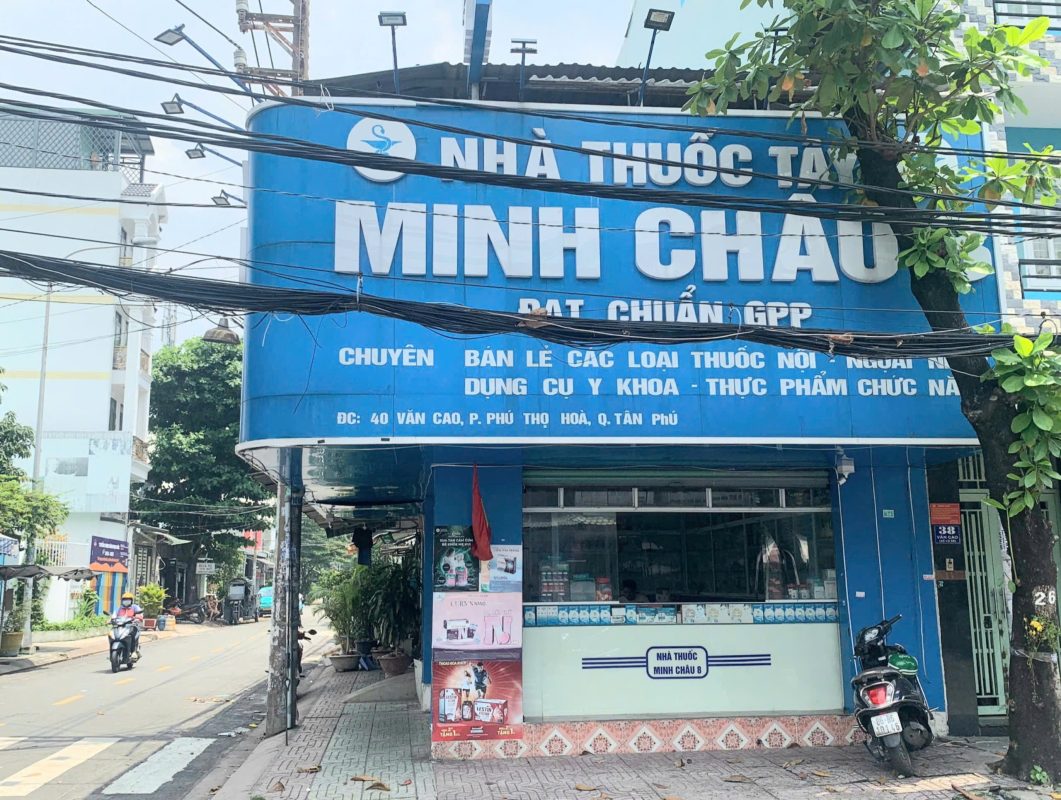 NHÀ THUỐC TÂY
MINH CHÂU
ĐẠT CHUẨN GPP
CHUYÊN BÁN LẺ CÁC LOẠI THUỐC NỘI - NGOẠI
DỤNG CỤ Y KHOA - THỰC PHẨM CHỨC
ĐC: 40 VĂN CAO, P. PHÚ THỌ HOÀ, Q. TÂN PHÚ
38
VĂN CAO
26
NHÀ THUỐC
MINH CHÂU 8